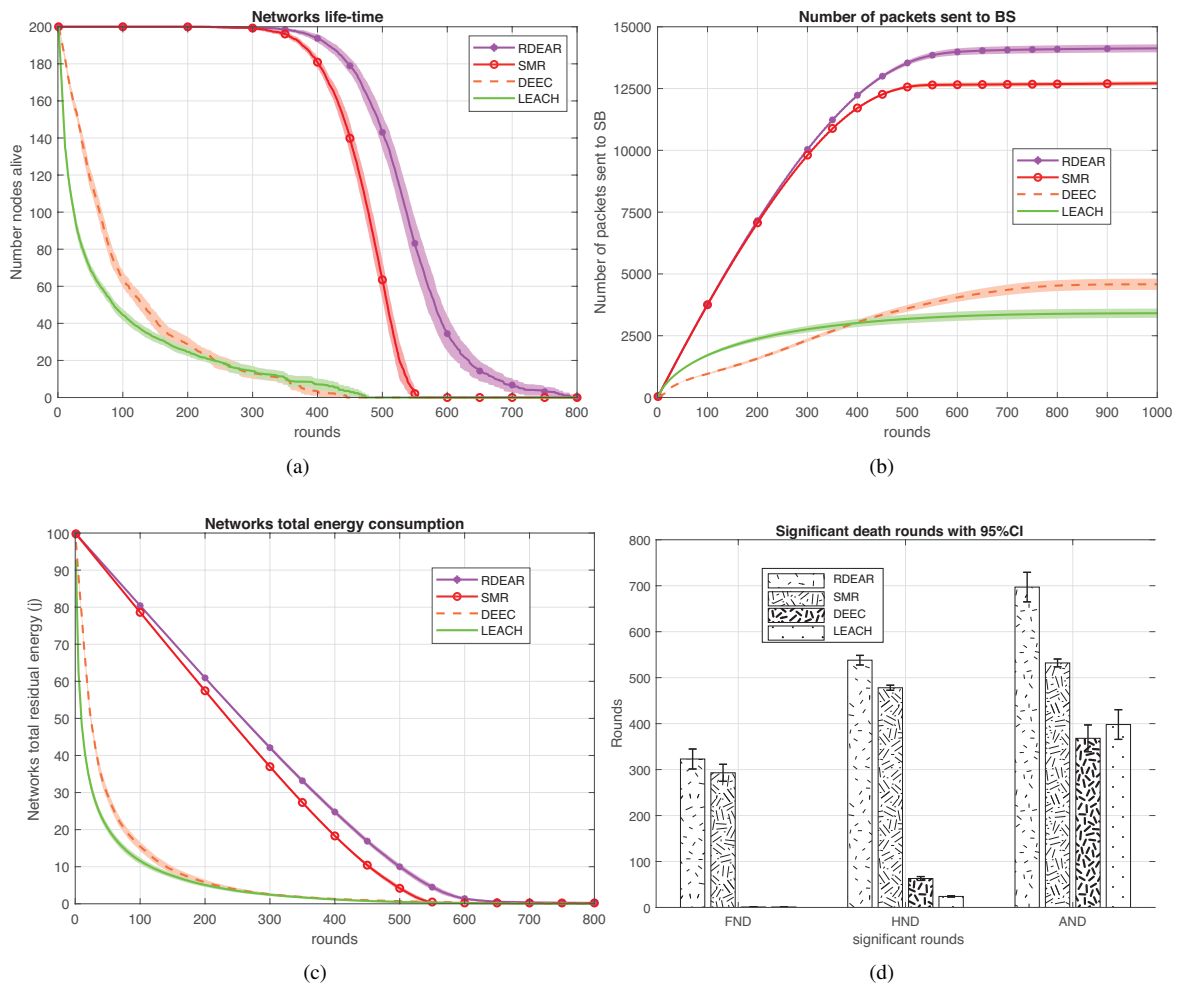 Networks life-time
200
180
160
140
120
100
80
60
40
20
0
Number nodes alive
RDEAR
SMR
DEEC
LEACH
0 100 200 300 400 500 600 700 800
rounds
(a)
Number of packets sent to BS
15000
12500
10000
7500
5000
2500
0
Number of packets sent to SB
RDEAR
SMR
DEEC
LEACH
0 100 200 300 400 500 600 700 800 900 1000
rounds
(b)
Networks total energy consumption
100
90
80
70
60
50
40
30
20
10
0
Networks total residual energy (j)
RDEAR
SMR
DEEC
LEACH
0 100 200 300 400 500 600 700 800
rounds
(c)
Significant death rounds with 95%CI
800
700
600
500
400
300
200
100
0
Rounds
RDEAR
SMR
DEEC
LEACH
FND HND AND
significant rounds
(d)